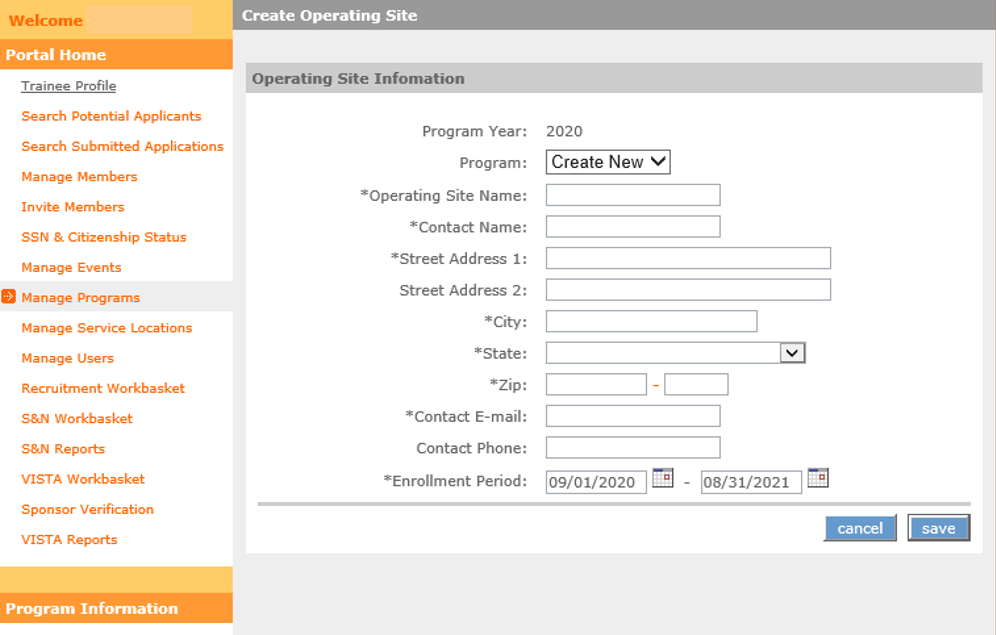 Welcome
Portal Home
Trainee Profile
Search Potential Applicants
Search Submitted Applications
Manage Members
Invite Members
SSN & Citizenship Status
Manage Events
Manage Programs
Manage Service Locations
Manage Users
Recruitment Workbasket
S&N Workbasket
S&N Reports
VISTA Workbasket
Sponsor Verification
VISTA Reports
Program Information
Create Operating Site
Operating Site Infomation
Program Year: 2020
Program: Create New
*Operating Site Name:
*Contact Name:
*Street Address 1:
Street Address 2:
*City:
*State:
*Zip: -
*Contact E-mail:
Contact Phone:
*Enrollment Period: 09/01/2020 - 08/31/2021
cancel save